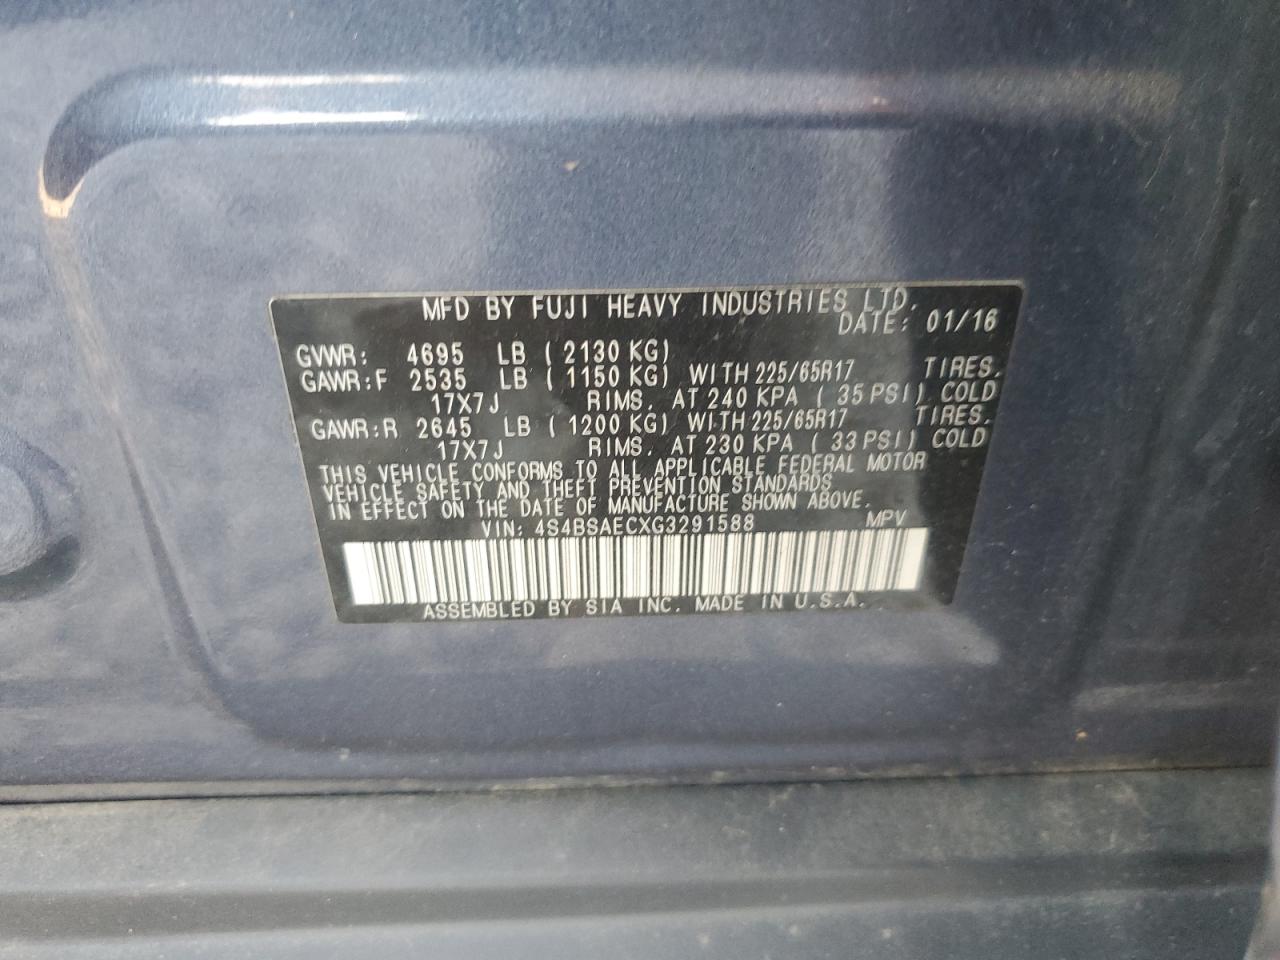 MFD BY FUJI HEAVY INDUSTRIES LTD.
DATE: 01/16
GVWR: 4695 LB ( 2130 KG)
GAWR:F 2535 LB ( 1150 KG) WITH 225/65R17 TIRES.
17X7J RIMS. AT 240 KPA ( 35 PSI) COLD
GAWR:R 2645 LB ( 1200 KG) WITH 225/65R17 TIRES.
17X7J RIMS. AT 230 KPA ( 33 PSI) COLD
THIS VEHICLE CONFORMS TO ALL APPLICABLE FEDERAL MOTOR
VEHICLE SAFETY AND THEFT PREVENTION STANDARDS
IN EFFECT ON THE DATE OF MANUFACTURE SHOWN ABOVE.
VIN: 4S4BSAECXG3291588 MPV
ASSEMBLED BY SIA INC. MADE IN U.S.A.